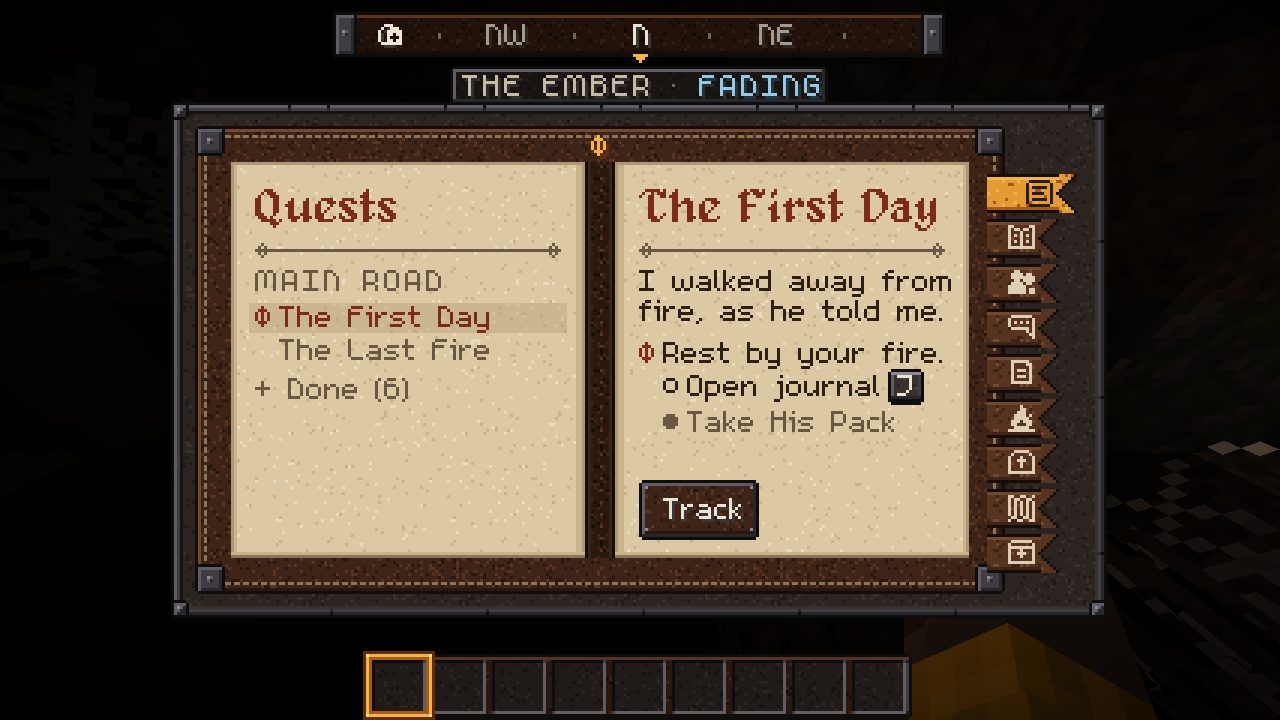 NW · N · NE
THE EMBER · FADING
Quests
MAIN ROAD
The First Day
The Last Fire
+ Done (6)
The First Day
I walked away from
fire, as he told me.
Rest by your fire.
Open journal J
Take His Pack
Track